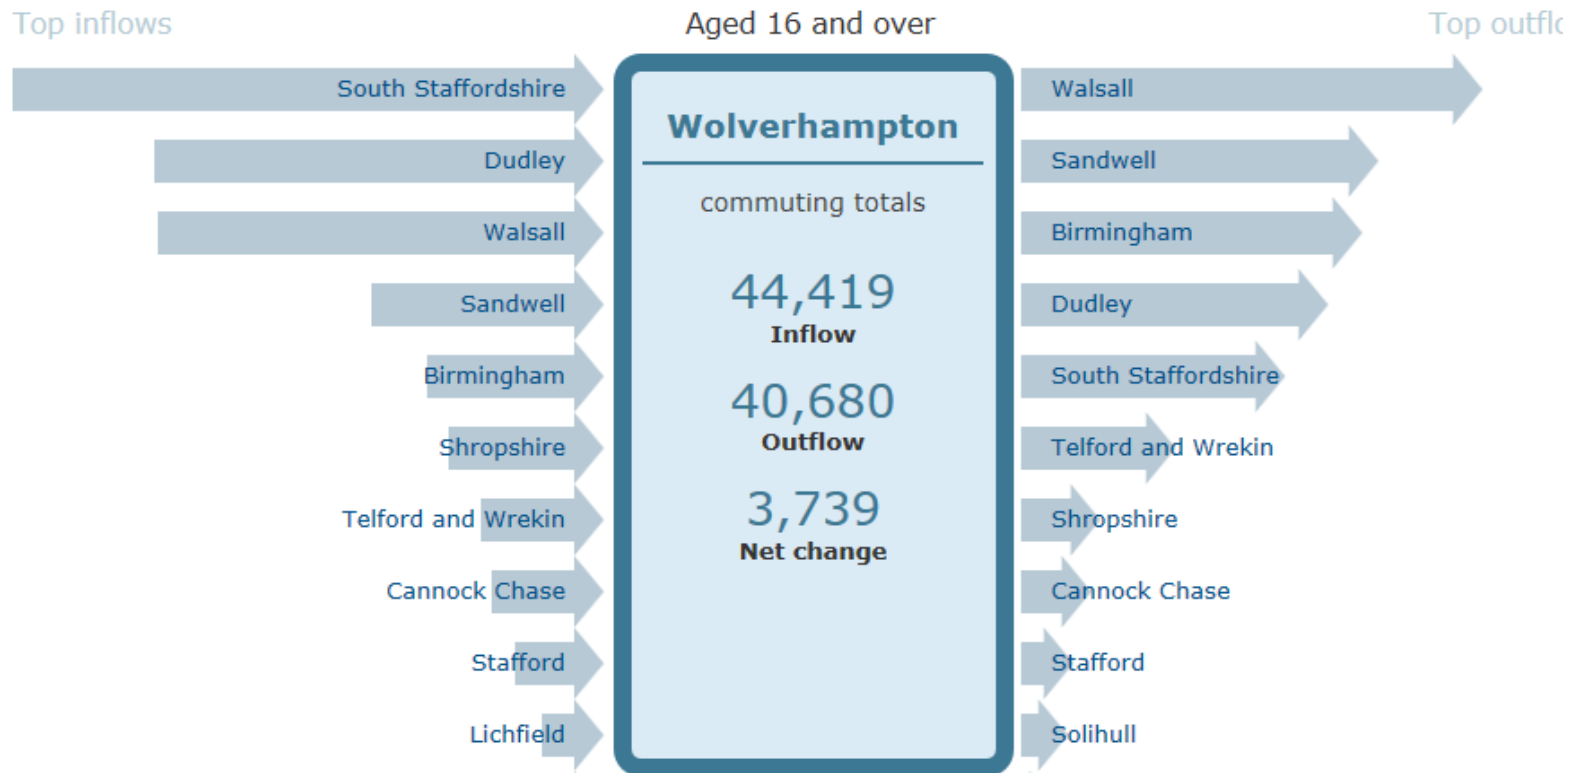 Top inflows
Aged 16 and over
Top outflo
South Staffordshire
Dudley
Walsall
Sandwell
Birmingham
Shropshire
Telford and Wrekin
Cannock Chase
Stafford
Lichfield
Wolverhampton
commuting totals
44,419
Inflow
40,680
Outflow
3,739
Net change
Walsall
Sandwell
Birmingham
Dudley
South Staffordshire
Telford and Wrekin
Shropshire
Cannock Chase
Stafford
Solihull